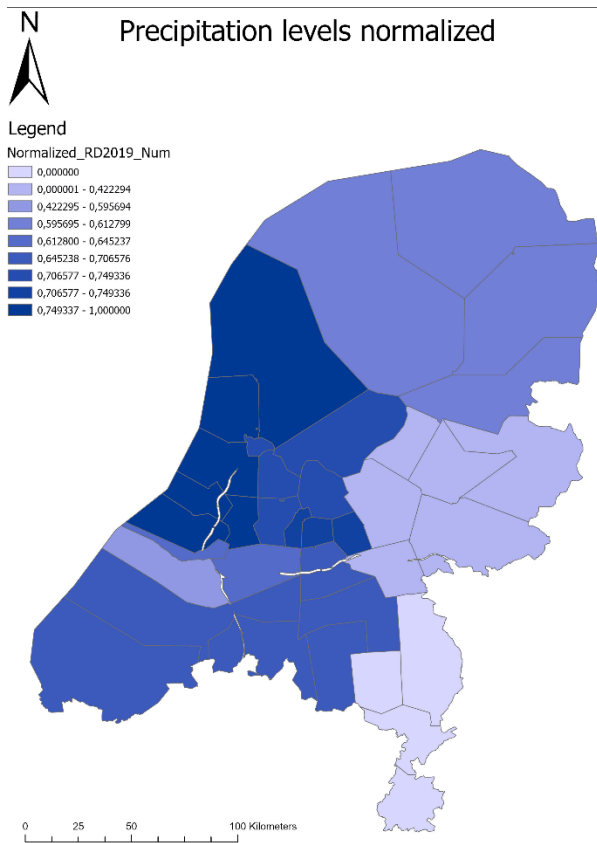 N
Precipitation levels normalized
Legend
Normalized_RD2019_Num
0,000000
0,000001 - 0,422294
0,422295 - 0,595694
0,595695 - 0,612799
0,612800 - 0,645237
0,645238 - 0,706576
0,706577 - 0,749336
0,706577 - 0,749336
0,749337 - 1,000000
0 25 50 100 Kilometers